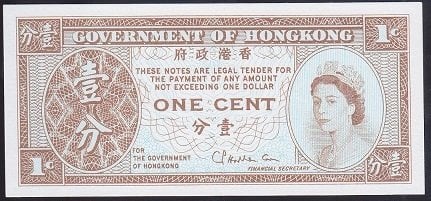 分壹 GOVERNMENT OF HONGKONG 1c
府政港香
THESE NOTES ARE LEGAL TENDER FOR
THE PAYMENT OF ANY AMOUNT
NOT EXCEEDING ONE DOLLAR
壹分
ONE CENT
分壹
FOR
THE GOVERNMENT
OF HONGKONG
FINANCIAL SECRETARY
1c 分壹